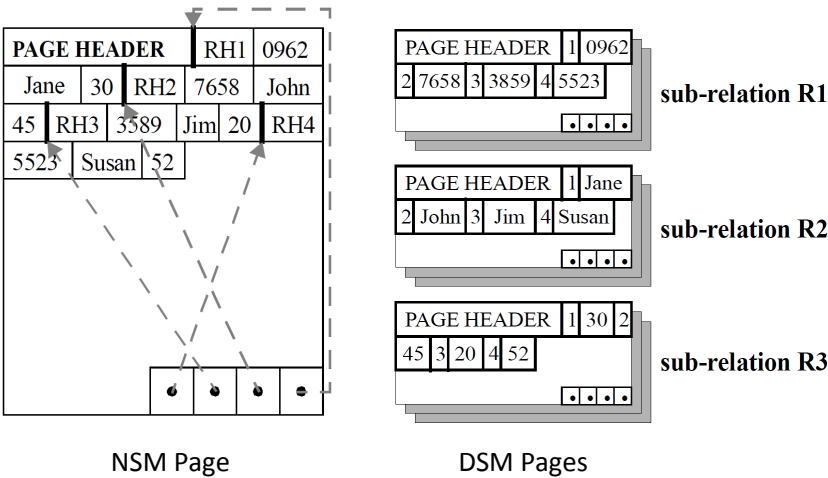 PAGE HEADER RH1 0962
Jane 30 RH2 7658 John
45 RH3 3589 Jim 20 RH4
5523 Susan 52
NSM Page
PAGE HEADER 1 0962
2 7658 3 3859 4 5523
sub-relation R1
PAGE HEADER 1 Jane
2 John 3 Jim 4 Susan
sub-relation R2
PAGE HEADER 1 30 2
45 3 20 4 52
sub-relation R3
DSM Pages